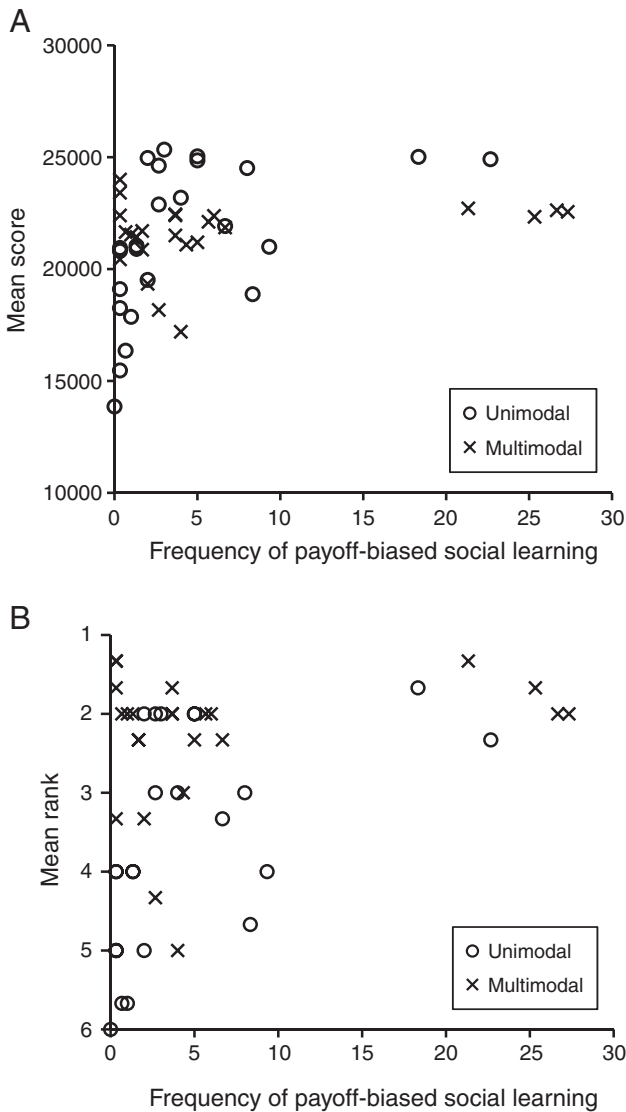 A
30000
25000
20000
15000
10000
Mean score
Unimodal
Multimodal
0 5 10 15 20 25 30
Frequency of payoff-biased social learning
B
1
2
3
4
5
6
Mean rank
Unimodal
Multimodal
0 5 10 15 20 25 30
Frequency of payoff-biased social learning